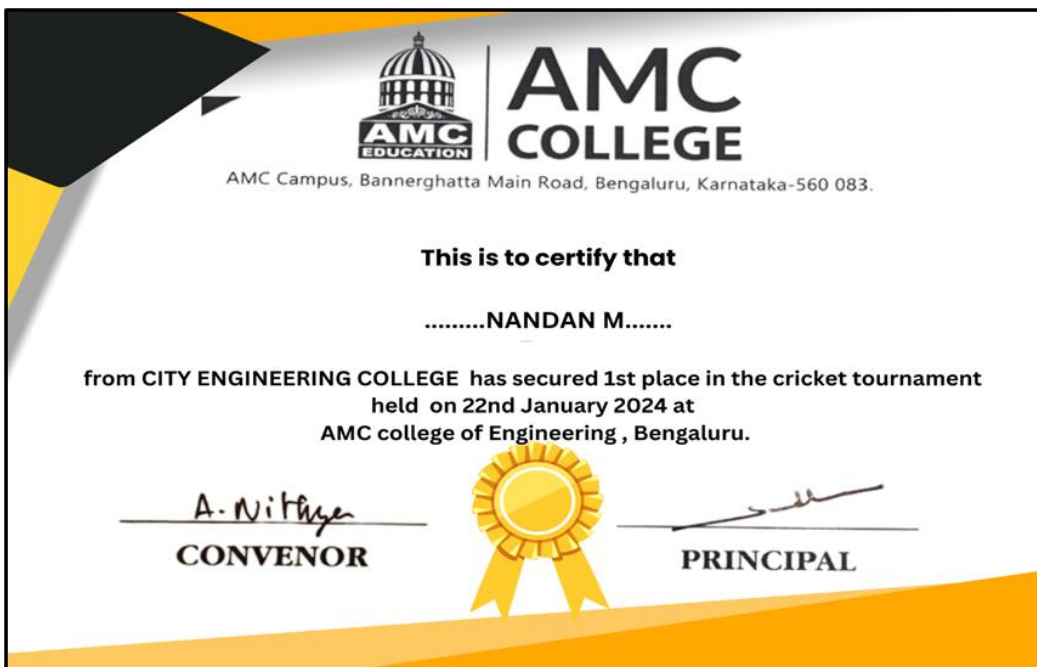 AMC
EDUCATION
AMC
COLLEGE
AMC Campus, Bannerghatta Main Road, Bengaluru, Karnataka-560 083.
This is to certify that
.........NANDAN M.......
from CITY ENGINEERING COLLEGE has secured 1st place in the cricket tournament
held on 22nd January 2024 at
AMC college of Engineering , Bengaluru.
A. Nithya
CONVENOR
PRINCIPAL